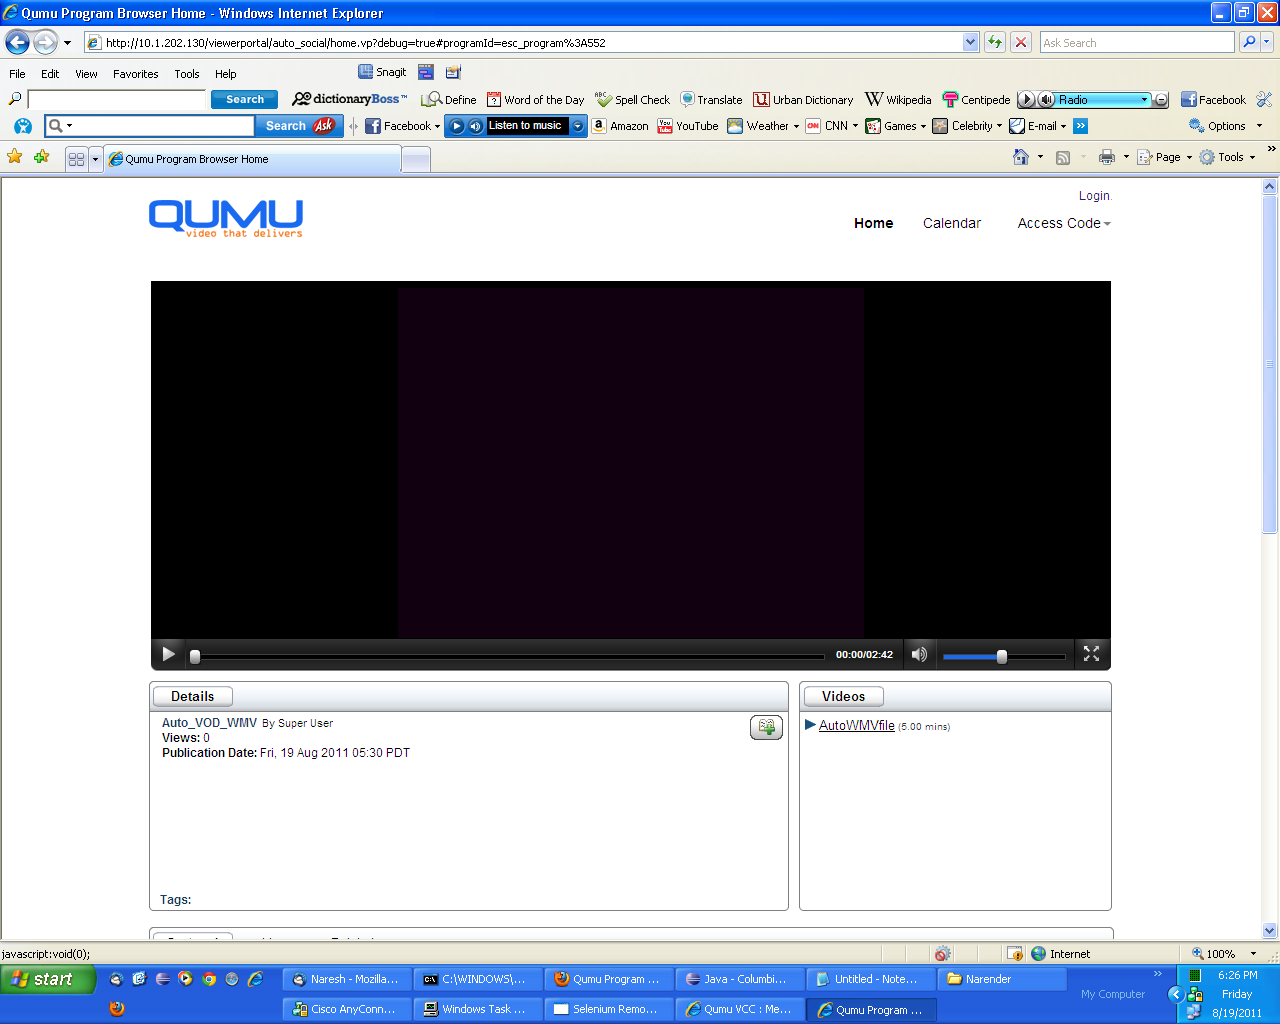 Qumu Program Browser Home - Windows Internet Explorer
http://10.1.202.130/viewerportal/auto_social/home.vp?debug=true#programId=esc_program%3A552
Ask Search
File Edit View Favorites Tools Help Snagit
Search dictionaryBoss™ Define Word of the Day ABC Spell Check Translate Urban Dictionary Wikipedia Centipede Radio Facebook
Search Ask Facebook Listen to music Amazon You Tube YouTube Weather CNN CNN Games Celebrity E-mail Options
Qumu Program Browser Home
Page Tools
Login
QUMU
video that delivers
Home Calendar Access Code
00:00/02:42
Details
Auto_VOD_WMV By Super User
Views: 0
Publication Date: Fri, 19 Aug 2011 05:30 PDT
Tags:
Videos
AutoWMVfile (5.00 mins)
javascript:void(0);
Internet
100%
start
Naresh - Mozilla...
C:\WINDOWS\...
Qumu Program ...
Java - Columbi...
Untitled - Note...
Narender
Cisco AnyConn...
Windows Task ...
Selenium Remo...
Qumu VCC : Me...
Qumu Program ...
My Computer
6:26 PM
Friday
8/19/2011